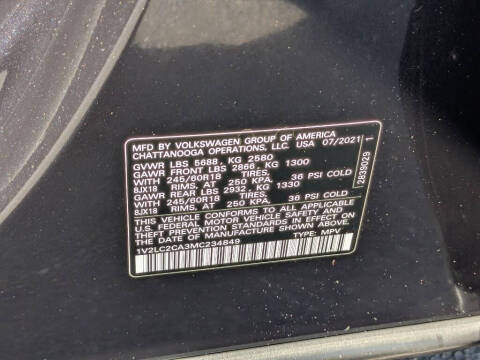 MFD BY VOLKSWAGEN GROUP OF AMERICA
CHATTANOOGA OPERATIONS, LLC. USA 07/2021
GVWR LBS 5688, KG 2580
GAWR FRONT LBS 2866, KG 1300
WITH 245/60R18 TIRES,
8JX18 RIMS, AT 250 KPA, 36 PSI COLD
GAWR REAR LBS 2932, KG 1330
WITH 245/60R18 TIRES,
8JX18 RIMS, AT 250 KPA, 36 PSI COLD
THIS VEHICLE CONFORMS TO ALL APPLICABLE
U.S. FEDERAL MOTOR VEHICLE SAFETY AND
THEFT PREVENTION STANDARDS IN EFFECT ON THE
DATE OF MANUFACTURE SHOWN ABOVE.
1V2LC2CA3MC234849 TYPE: MPV
2839029 1